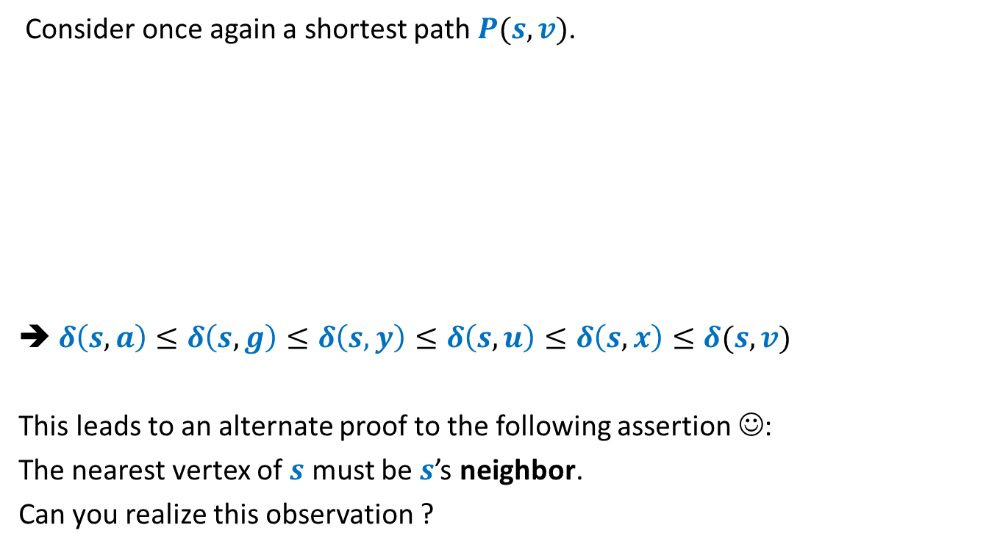 Consider once again a shortest path P(s, v).
➔ δ(s, a) ≤ δ(s, g) ≤ δ(s, y) ≤ δ(s, u) ≤ δ(s, x) ≤ δ(s, v)
This leads to an alternate proof to the following assertion ☺:
The nearest vertex of s must be s’s neighbor.
Can you realize this observation ?